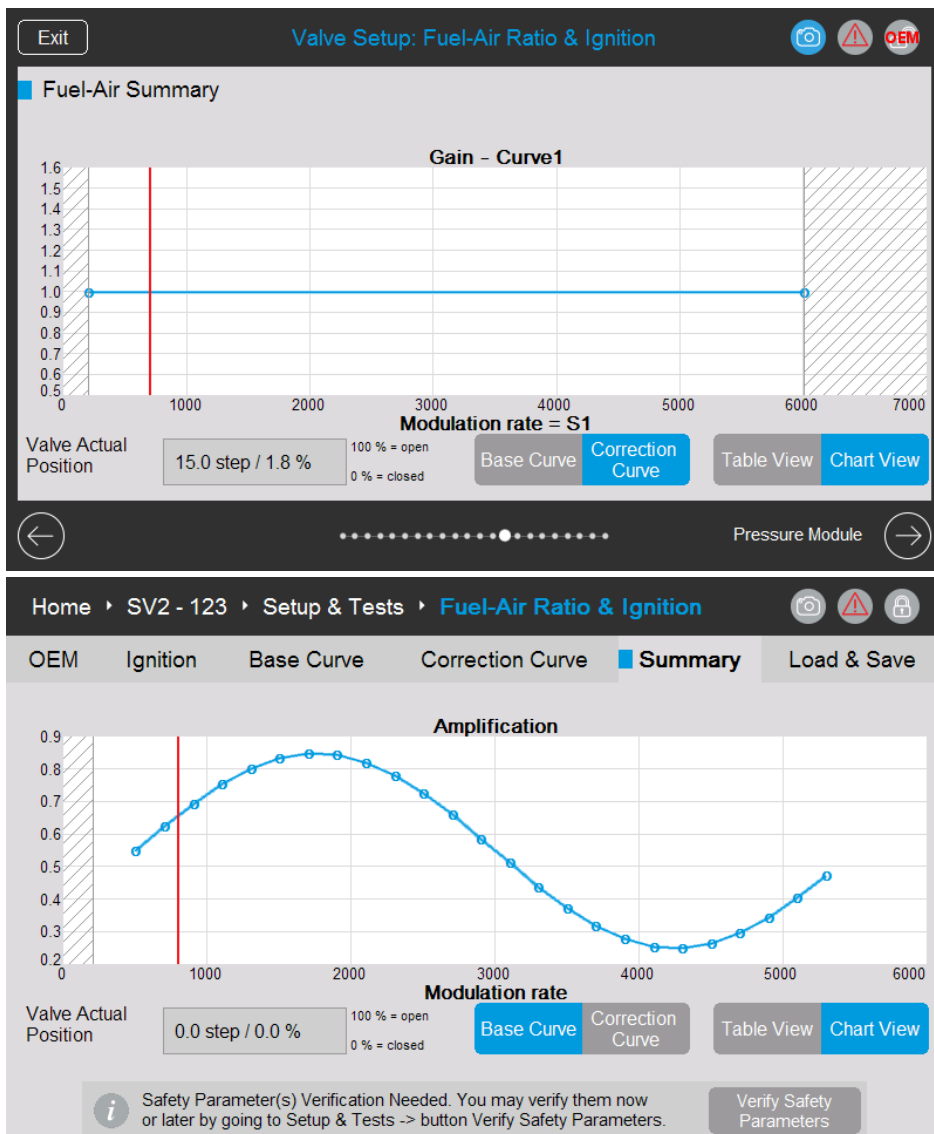 Exit
Valve Setup: Fuel-Air Ratio & Ignition
OEM
Fuel-Air Summary
Gain - Curve1
1.6
1.5
1.4
1.3
1.2
1.1
1.0
0.9
0.8
0.7
0.6
0.5
0 1000 2000 3000 4000 5000 6000 7000
Modulation rate = S1
Valve Actual
Position
15.0 step / 1.8 %
100 % = open
0 % = closed
Base Curve
Correction
Curve
Table View
Chart View
Pressure Module
Home ‣ SV2 - 123 ‣ Setup & Tests ‣ Fuel-Air Ratio & Ignition
OEM Ignition Base Curve Correction Curve Summary Load & Save
Amplification
0.9
0.8
0.7
0.6
0.5
0.4
0.3
0.2
0 1000 2000 3000 4000 5000 6000
Modulation rate
Valve Actual
Position
0.0 step / 0.0 %
100 % = open
0 % = closed
Base Curve
Correction
Curve
Table View
Chart View
i
Safety Parameter(s) Verification Needed. You may verify them now
or later by going to Setup & Tests -> button Verify Safety Parameters.
Verify Safety
Parameters